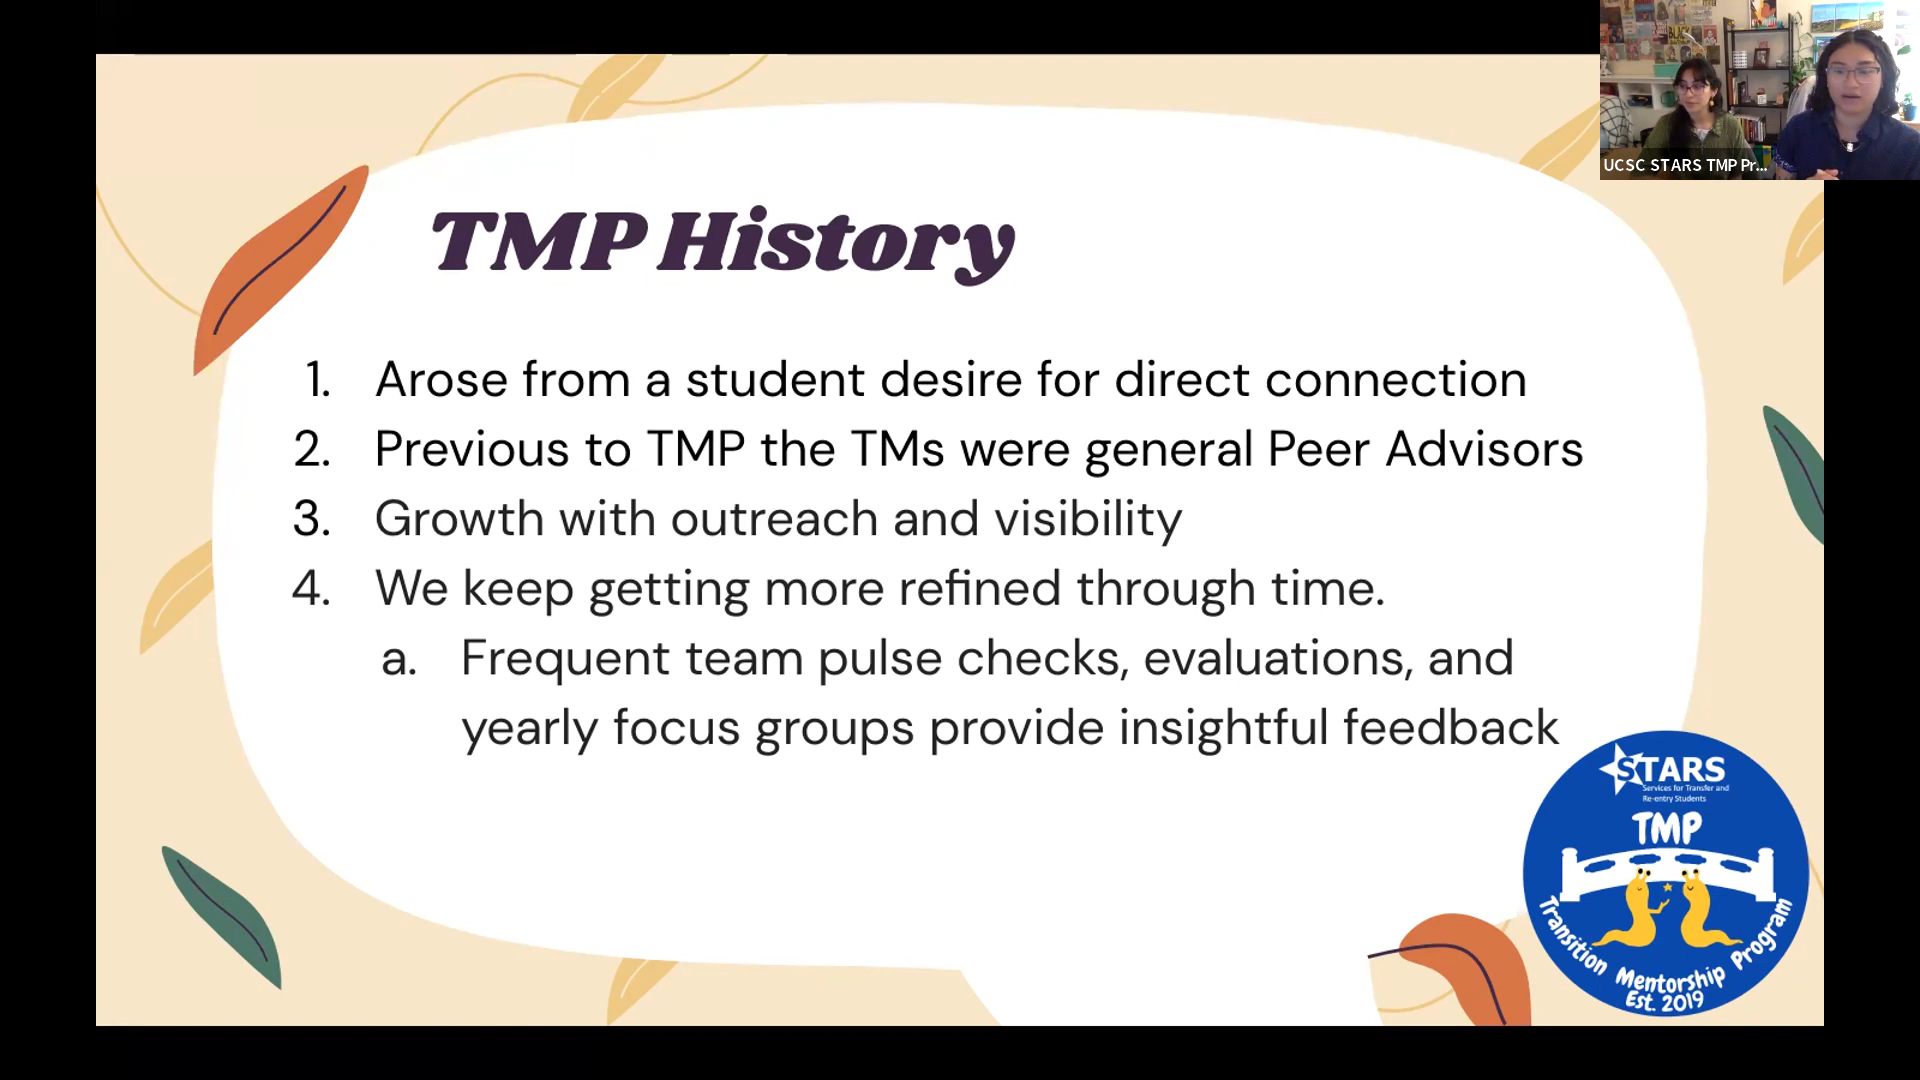 UCSC STARS TMP Pr...
TMP History
1. Arose from a student desire for direct connection
2. Previous to TMP the TMs were general Peer Advisors
3. Growth with outreach and visibility
4. We keep getting more refined through time.
a. Frequent team pulse checks, evaluations, and
yearly focus groups provide insightful feedback
STARS
Services for Transfer and
Re-entry Students
TMP
Transition Mentorship Program
Est. 2019